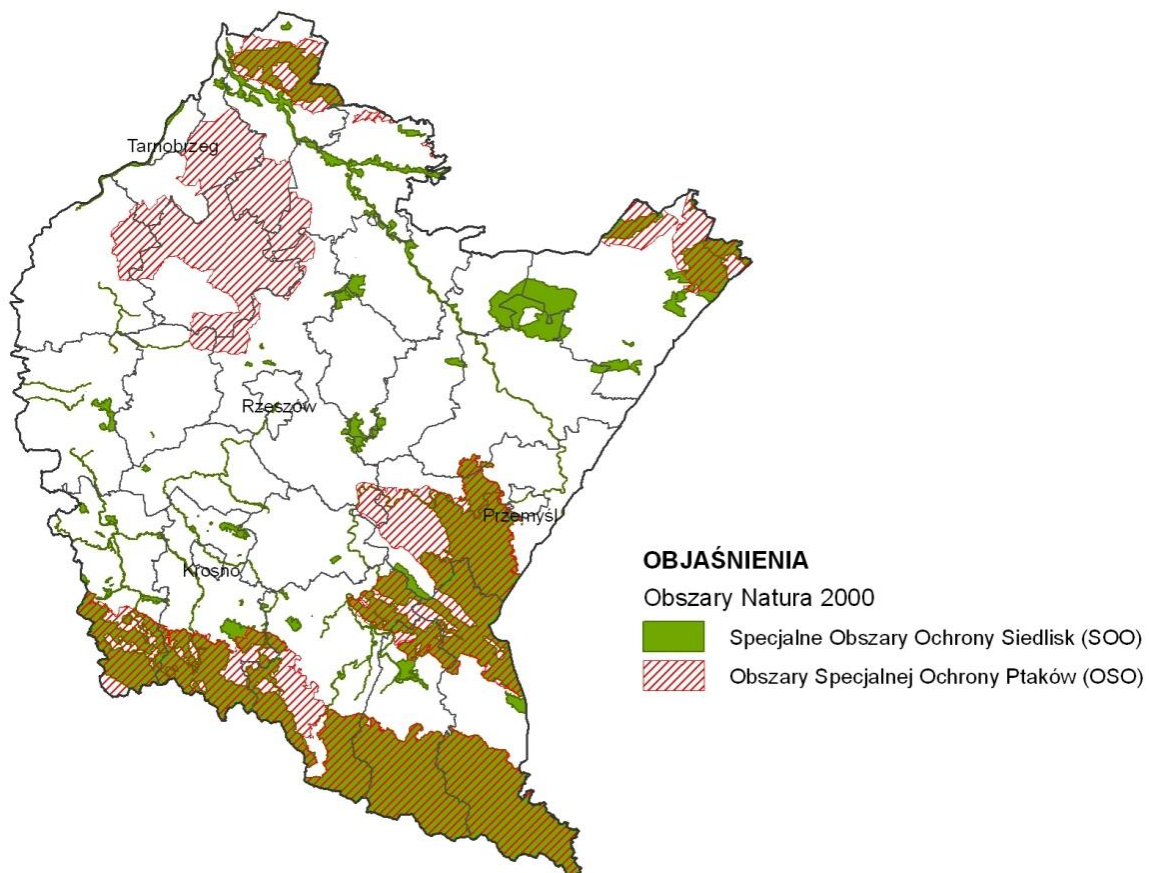 Tarnobrzeg
Rzeszów
Przemyśl
Krosno
OBJAŚNIENIA
Obszary Natura 2000
Specjalne Obszary Ochrony Siedlisk (SOO)
Obszary Specjalnej Ochrony Ptaków (OSO)